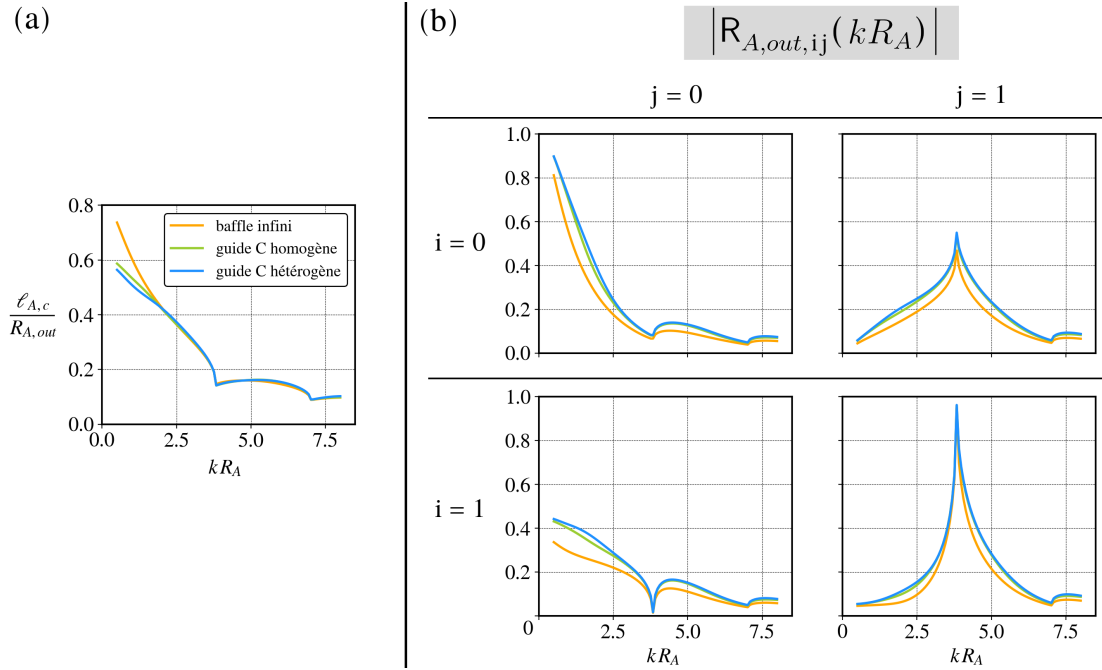 (a)
0.8
0.6
0.4
0.2
0.0
0.0 2.5 5.0 7.5
kR_A
ℓ_{A,c}
R_{A,out}
baffle infini
guide C homogène
guide C hétérogène
(b)
|R_{A,out,ij}(kR_A)|
j = 0 j = 1
i = 0
1.0
0.8
0.6
0.4
0.2
0.0
i = 1
1.0
0.8
0.6
0.4
0.2
0
0 2.5 5.0 7.5
kR_A
0 2.5 5.0 7.5
kR_A